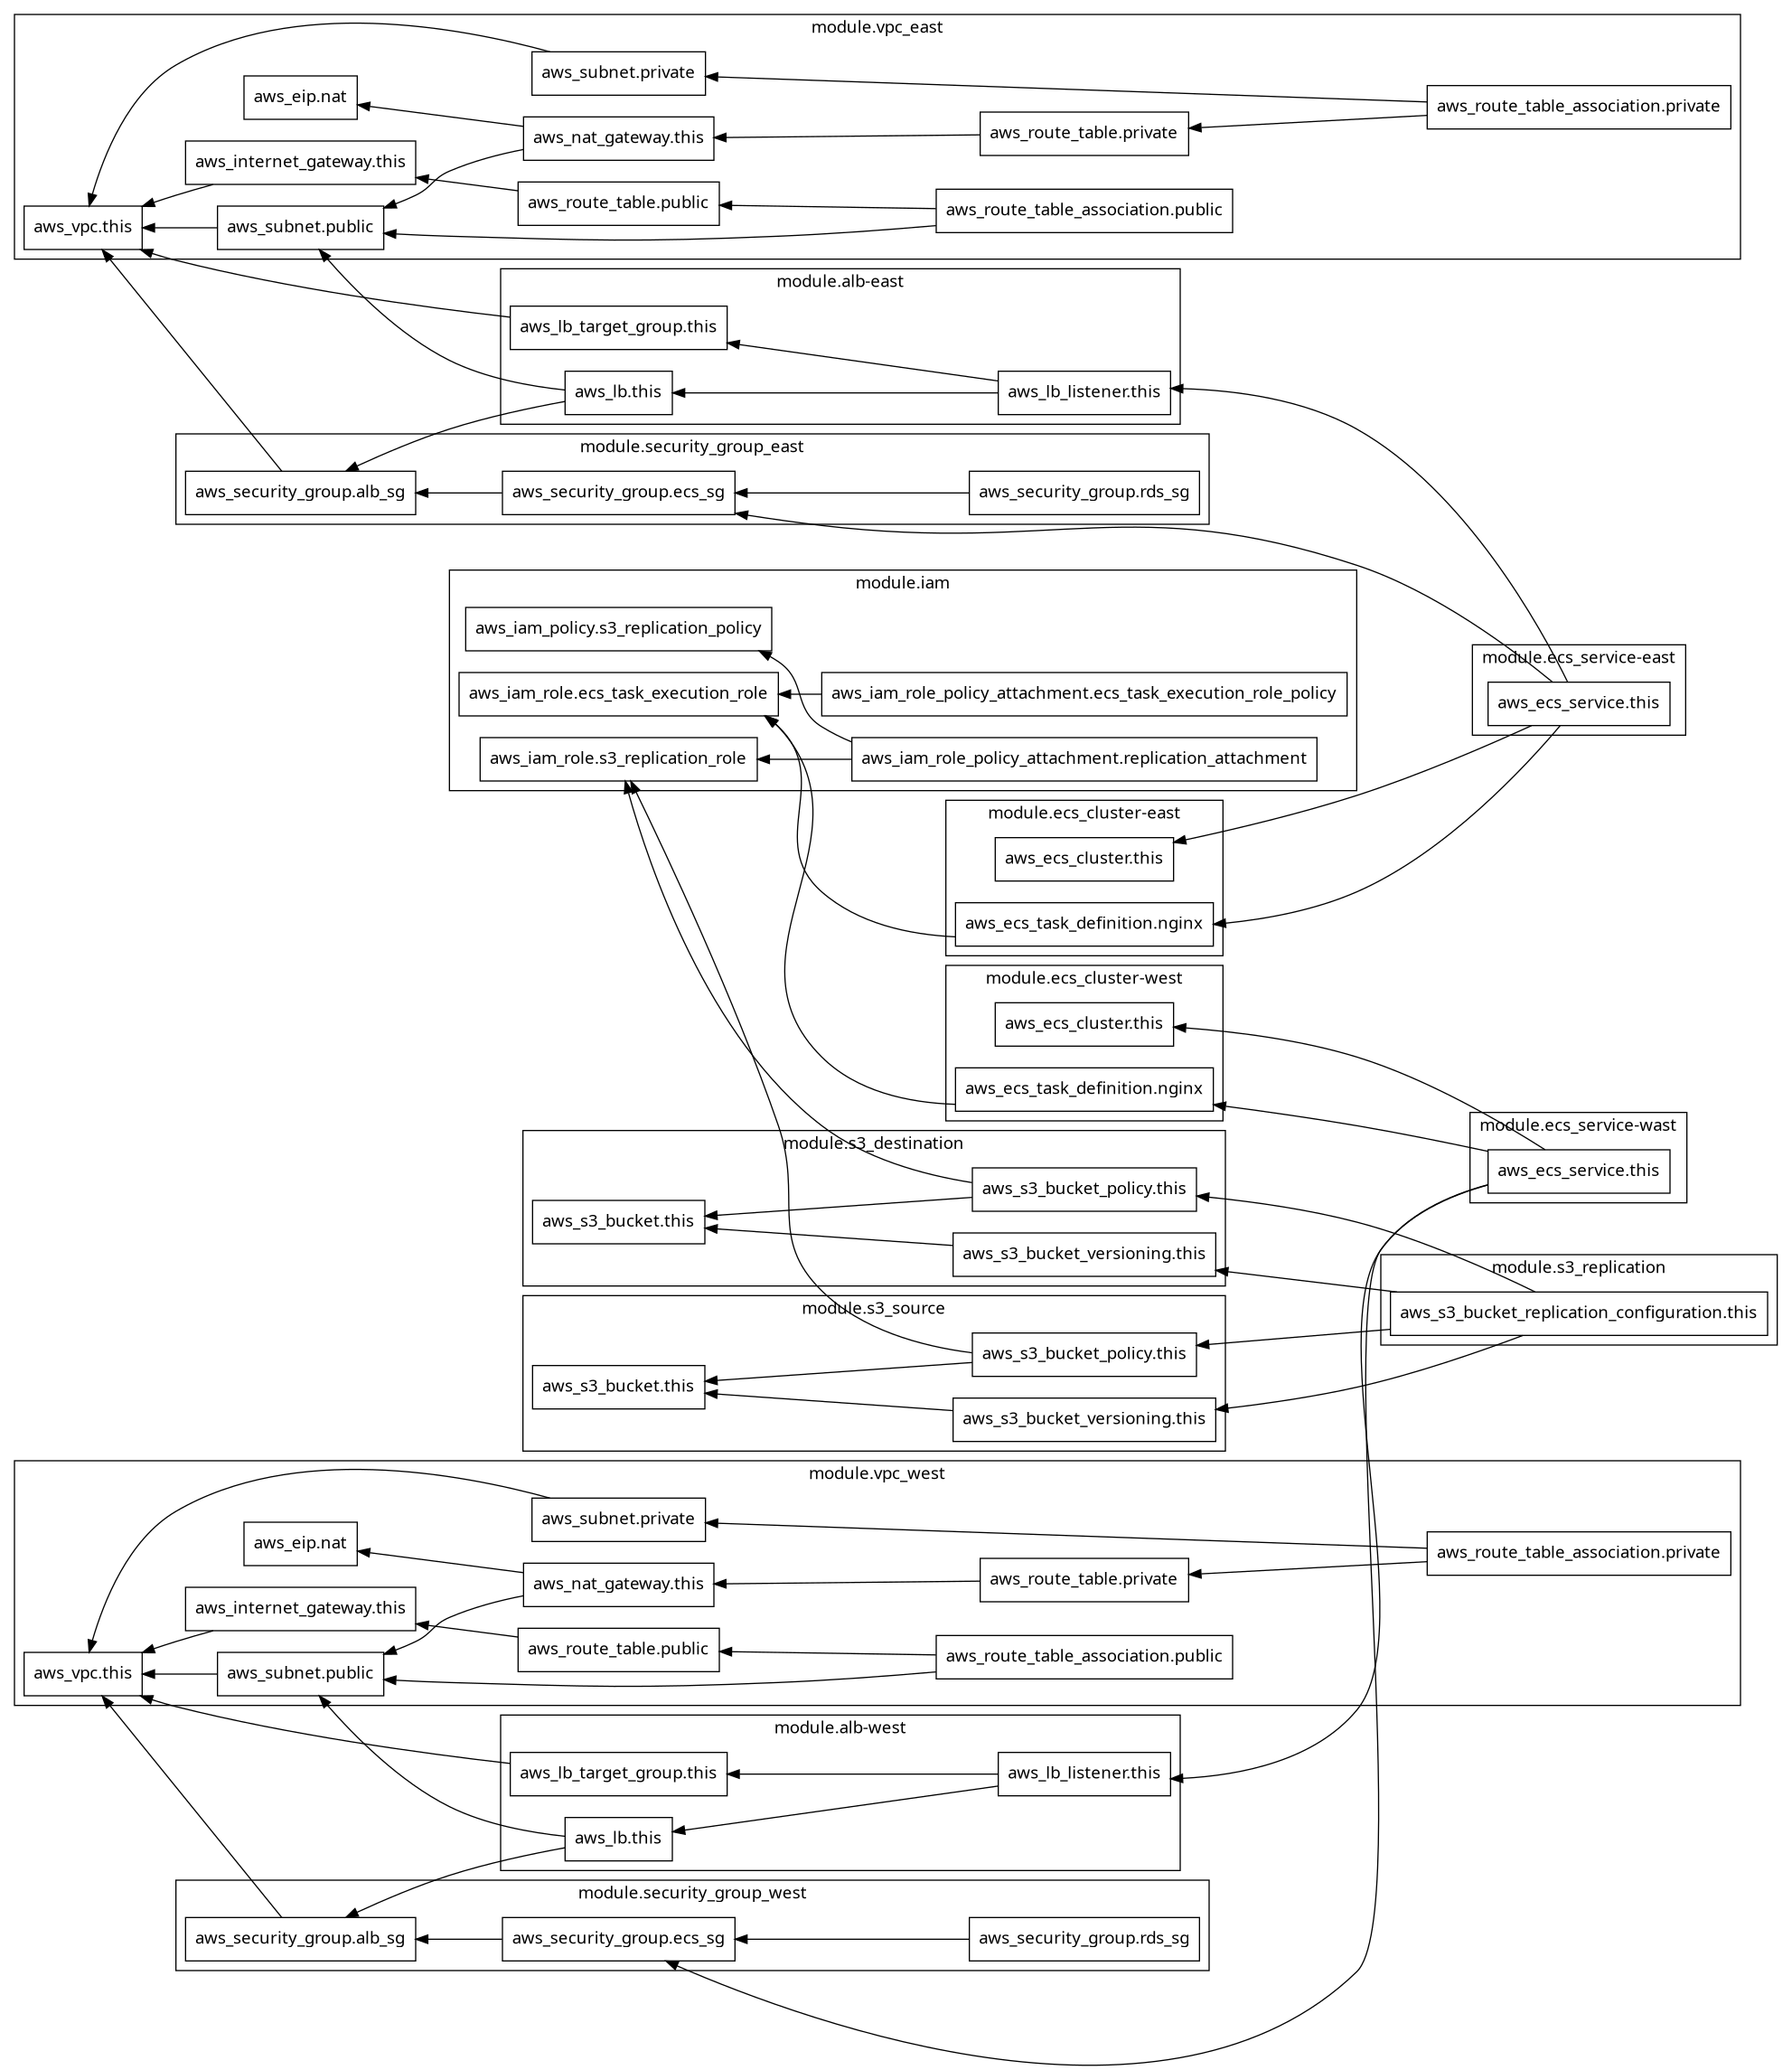 module.vpc_east
aws_subnet.private
aws_eip.nat
aws_route_table_association.private
aws_nat_gateway.this
aws_route_table.private
aws_internet_gateway.this
aws_route_table.public
aws_route_table_association.public
aws_vpc.this
aws_subnet.public
module.alb-east
aws_lb_target_group.this
aws_lb.this
aws_lb_listener.this
module.security_group_east
aws_security_group.alb_sg
aws_security_group.ecs_sg
aws_security_group.rds_sg
module.iam
aws_iam_policy.s3_replication_policy
aws_iam_role.ecs_task_execution_role
aws_iam_role_policy_attachment.ecs_task_execution_role_policy
aws_iam_role.s3_replication_role
aws_iam_role_policy_attachment.replication_attachment
module.ecs_service-east
aws_ecs_service.this
module.ecs_cluster-east
aws_ecs_cluster.this
aws_ecs_task_definition.nginx
module.ecs_cluster-west
aws_ecs_cluster.this
aws_ecs_task_definition.nginx
module.ecs_service-wast
aws_ecs_service.this
module.s3_destination
aws_s3_bucket_policy.this
aws_s3_bucket.this
aws_s3_bucket_versioning.this
module.s3_replication
aws_s3_bucket_replication_configuration.this
module.s3_source
aws_s3_bucket_policy.this
aws_s3_bucket.this
aws_s3_bucket_versioning.this
module.vpc_west
aws_subnet.private
aws_eip.nat
aws_route_table_association.private
aws_nat_gateway.this
aws_route_table.private
aws_internet_gateway.this
aws_route_table.public
aws_route_table_association.public
aws_vpc.this
aws_subnet.public
module.alb-west
aws_lb_target_group.this
aws_lb_listener.this
aws_lb.this
module.security_group_west
aws_security_group.alb_sg
aws_security_group.ecs_sg
aws_security_group.rds_sg